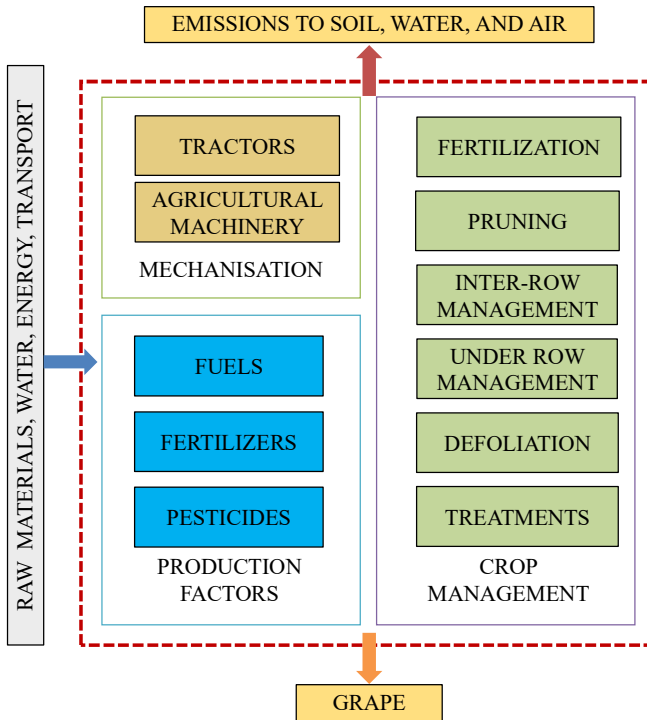 EMISSIONS TO SOIL, WATER, AND AIR
RAW MATERIALS, WATER, ENERGY, TRANSPORT
TRACTORS
AGRICULTURAL
MACHINERY
MECHANISATION
FUELS
FERTILIZERS
PESTICIDES
PRODUCTION
FACTORS
FERTILIZATION
PRUNING
INTER-ROW
MANAGEMENT
UNDER ROW
MANAGEMENT
DEFOLIATION
TREATMENTS
CROP
MANAGEMENT
GRAPE